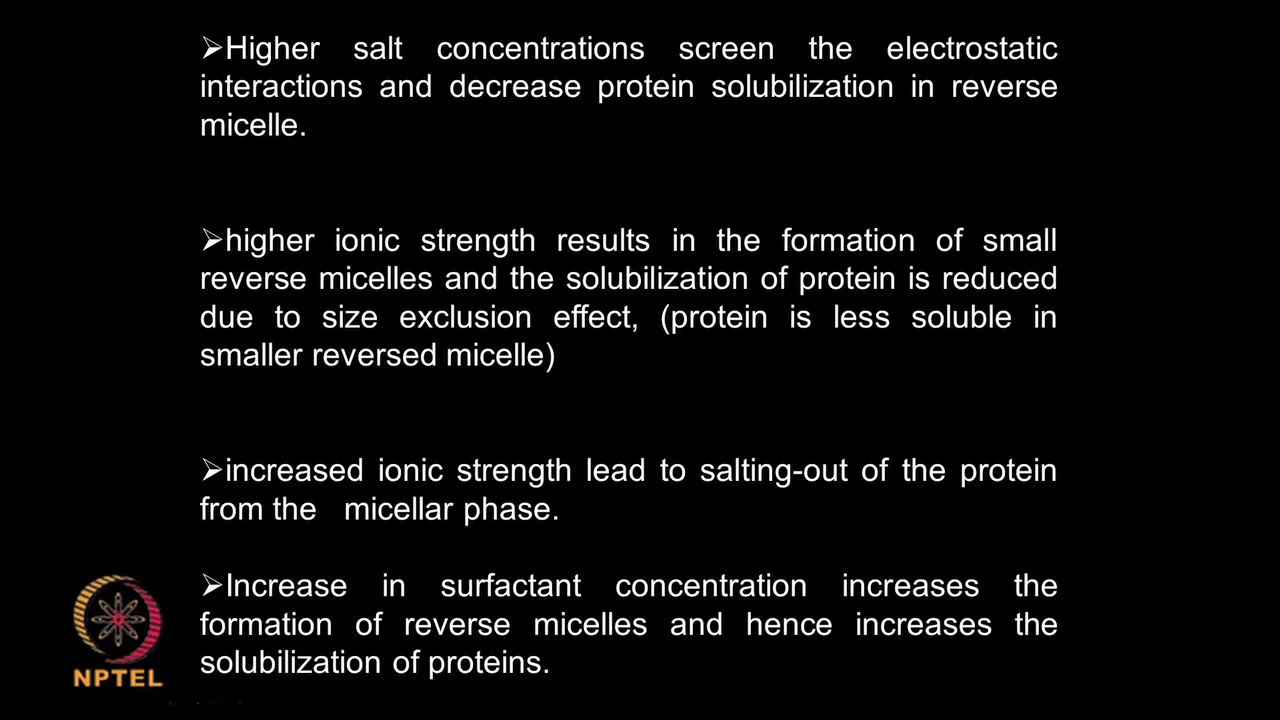 ➢Higher salt concentrations screen the electrostatic
interactions and decrease protein solubilization in reverse
micelle.
➢higher ionic strength results in the formation of small
reverse micelles and the solubilization of protein is reduced
due to size exclusion effect, (protein is less soluble in
smaller reversed micelle)
➢increased ionic strength lead to salting-out of the protein
from the micellar phase.
➢Increase in surfactant concentration increases the
formation of reverse micelles and hence increases the
solubilization of proteins.
NPTEL